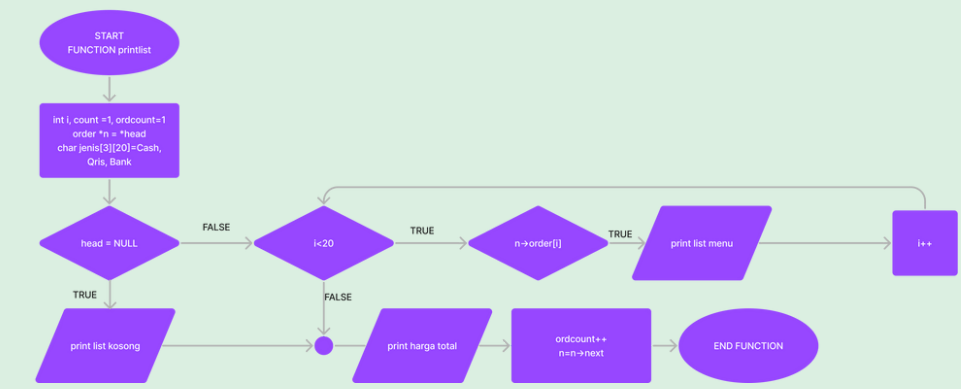 START
FUNCTION printlist
int i, count =1, ordcount=1
order *n = *head
char jenis[3][20]=Cash,
Qris, Bank
head = NULL
FALSE
i<20
TRUE
n→order[i]
TRUE
print list menu
i++
TRUE
FALSE
print list kosong
print harga total
ordcount++
n=n→next
END FUNCTION